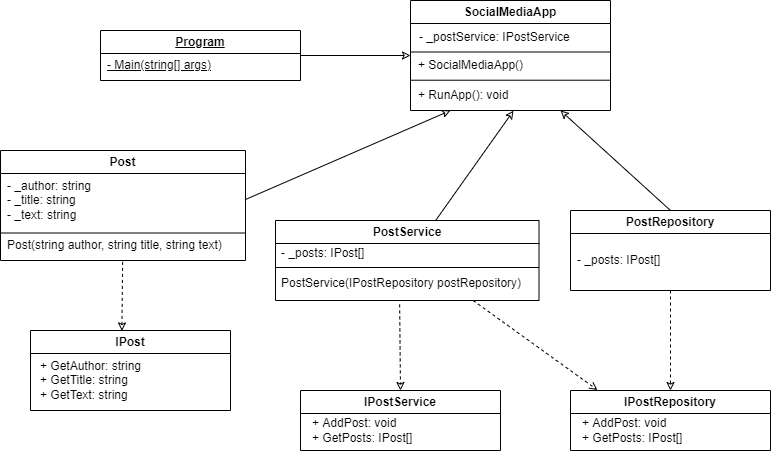 SocialMediaApp
- _postService: IPostService
+ SocialMediaApp()
+ RunApp(): void
Program
- Main(string[] args)
Post
- _author: string
- _title: string
- _text: string
Post(string author, string title, string text)
PostService
- _posts: IPost[]
PostService(IPostRepository postRepository)
PostRepository
- _posts: IPost[]
IPost
+ GetAuthor: string
+ GetTitle: string
+ GetText: string
IPostService
+ AddPost: void
+ GetPosts: IPost[]
IPostRepository
+ AddPost: void
+ GetPosts: IPost[]